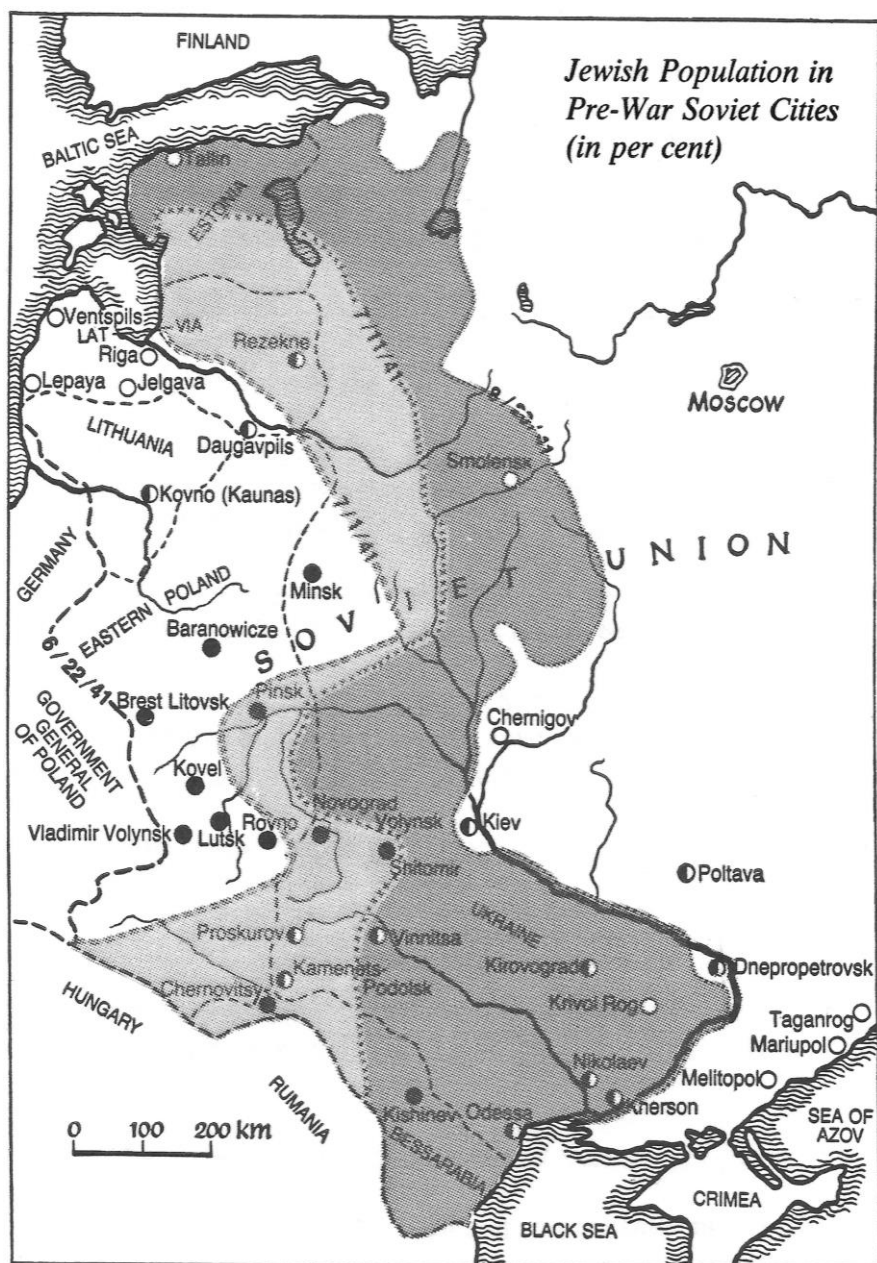 FINLAND
Jewish Population in
Pre-War Soviet Cities
(in per cent)
BALTIC SEA
Tallin
ESTONIA
Ventspils
LAT
VIA
Riga
Rezekne
7/11/41
Lepaya
Jelgava
Moscow
LITHUANIA
Daugavpils
Smolensk
Kovno (Kaunas)
7/1/41
GERMANY
SOVIET UNION
Minsk
EASTERN POLAND
Baranowicze
6/22/41
Pinsk
Brest Litovsk
GOVERNMENT
GENERAL
OF POLAND
Chernigov
Kovel
Novograd
Volynsk
Kiev
Vladimir Volynsk
Lutsk
Rovno
Shitomir
Poltava
UKRAINE
Proskurov
Vinnitsa
Kirovograd
Dnepropetrovsk
Kamenets-
Podolsk
Chernovitsy
HUNGARY
Krivoi Rog
Taganrog
Mariupol
Nikolaev
Melitopol
RUMANIA
Kherson
Kishinev
Odessa
SEA OF
AZOV
0 100 200 km
BESSARABIA
CRIMEA
BLACK SEA